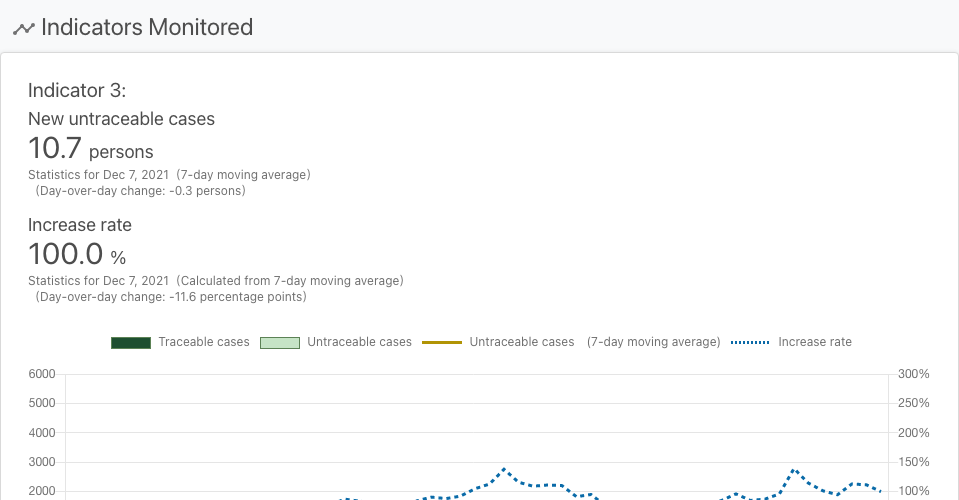 Indicators Monitored
Indicator 3:
New untraceable cases
10.7 persons
Statistics for Dec 7, 2021 (7-day moving average)
(Day-over-day change: -0.3 persons)
Increase rate
100.0 %
Statistics for Dec 7, 2021 (Calculated from 7-day moving average)
(Day-over-day change: -11.6 percentage points)
Traceable cases Untraceable cases Untraceable cases (7-day moving average) Increase rate
6000 300%
5000 250%
4000 200%
3000 150%
2000 100%